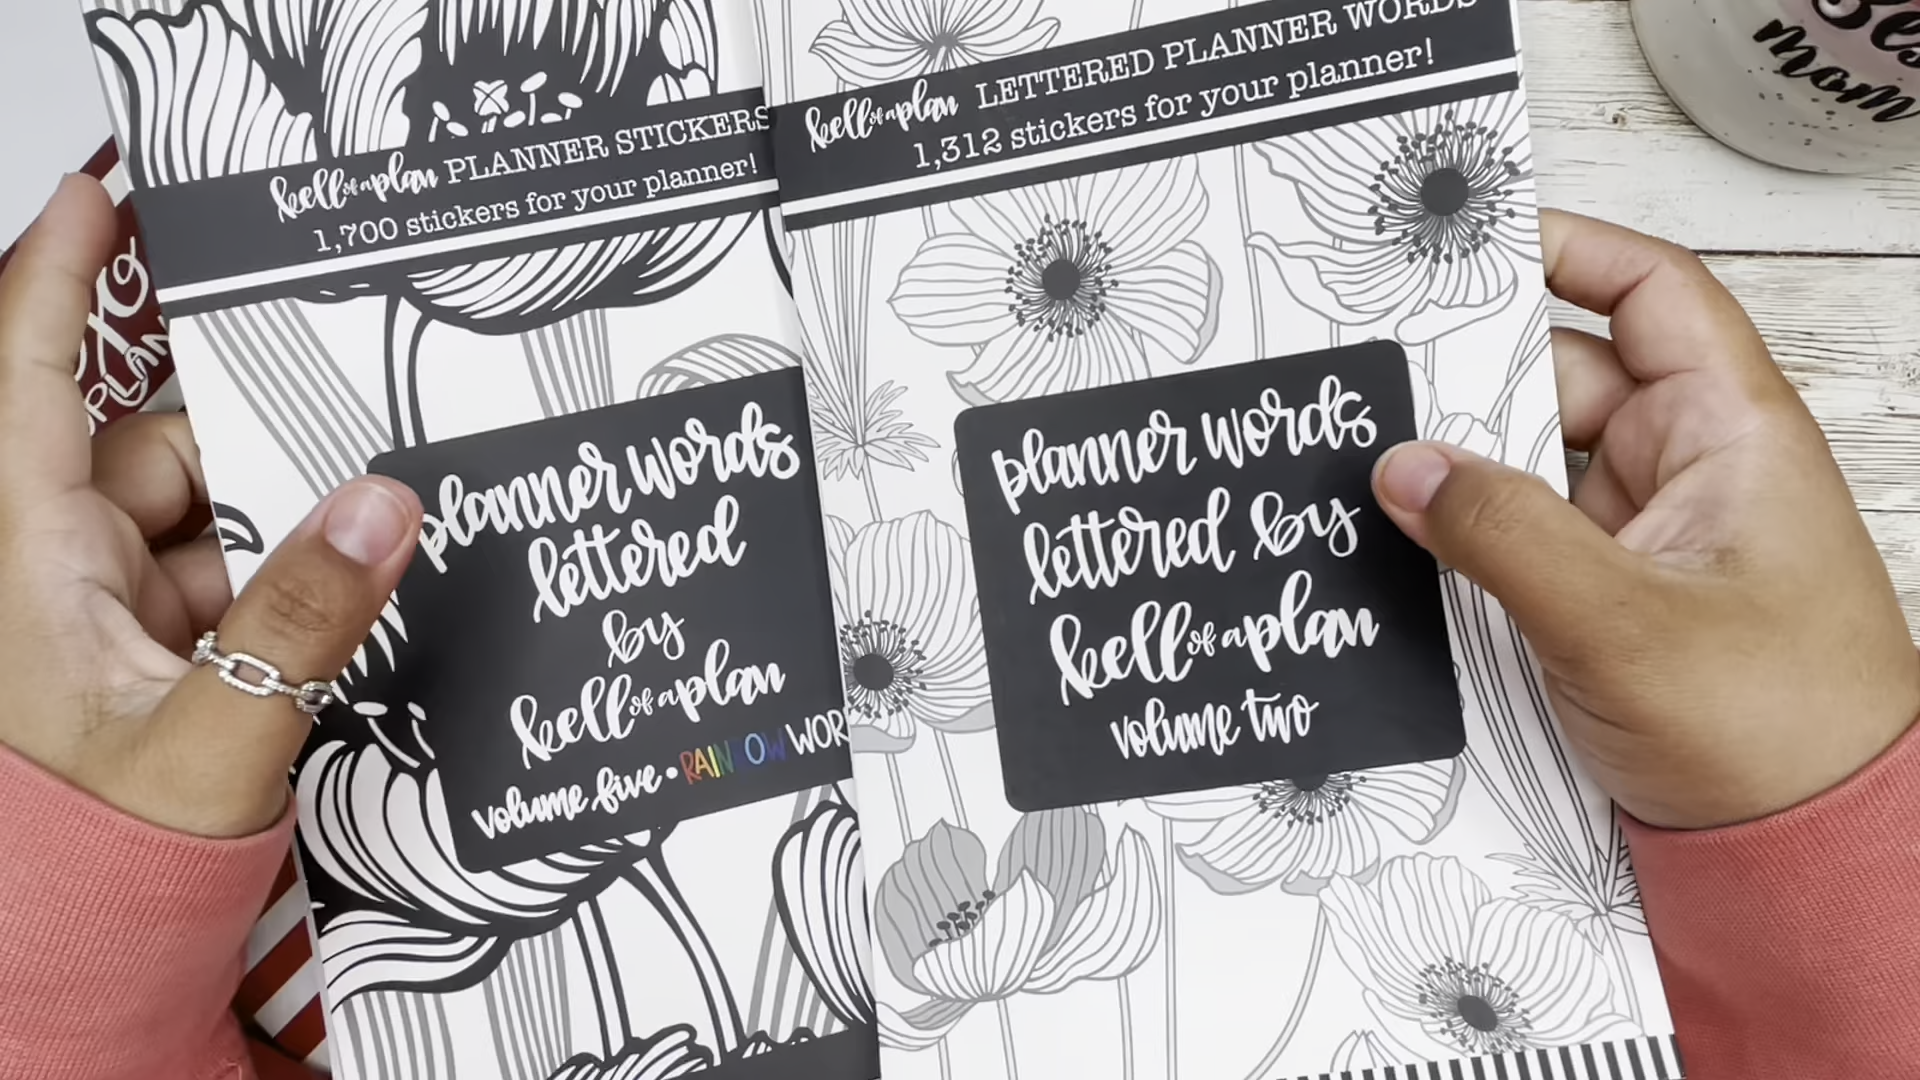 kell of a plan PLANNER STICKERS
1,700 stickers for your planner!
planner words
lettered
by
kell of a plan
volume five • RAINBOW WOR
kell of a plan LETTERED PLANNER WORDS
1,312 stickers for your planner!
planner words
lettered by
kell of a plan
volume two
mom
PLAN